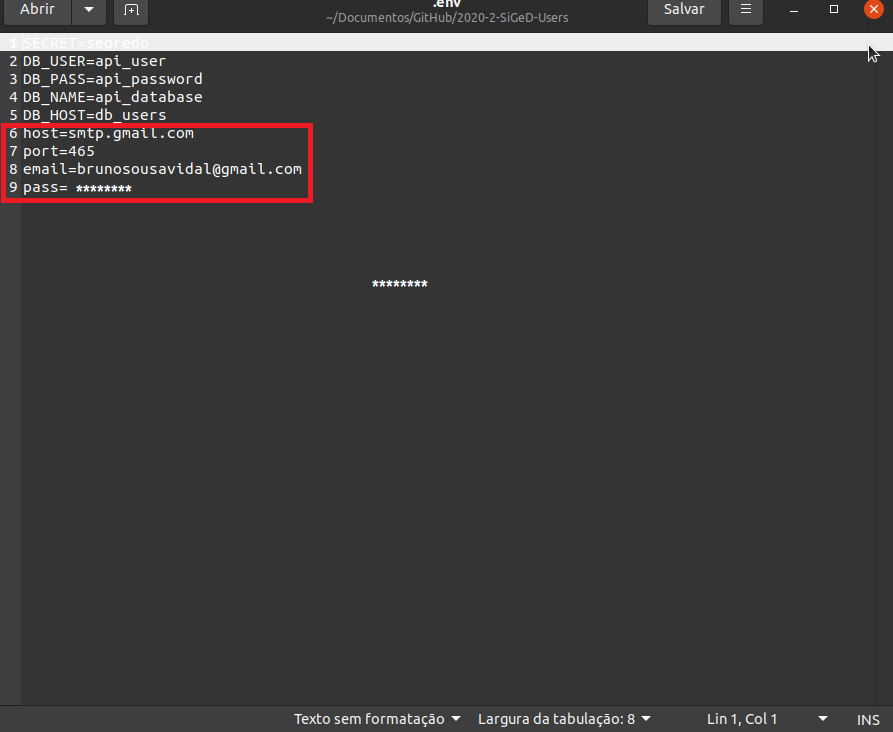 Abrir
.env
~/Documentos/GitHub/2020-2-SiGeD-Users
Salvar
1 SECRET=segredo
2 DB_USER=api_user
3 DB_PASS=api_password
4 DB_NAME=api_database
5 DB_HOST=db_users
6 host=smtp.gmail.com
7 port=465
8 email=brunosousavidal@gmail.com
9 pass= ********
********
Texto sem formatação Largura da tabulação: 8 Lin 1, Col 1 INS